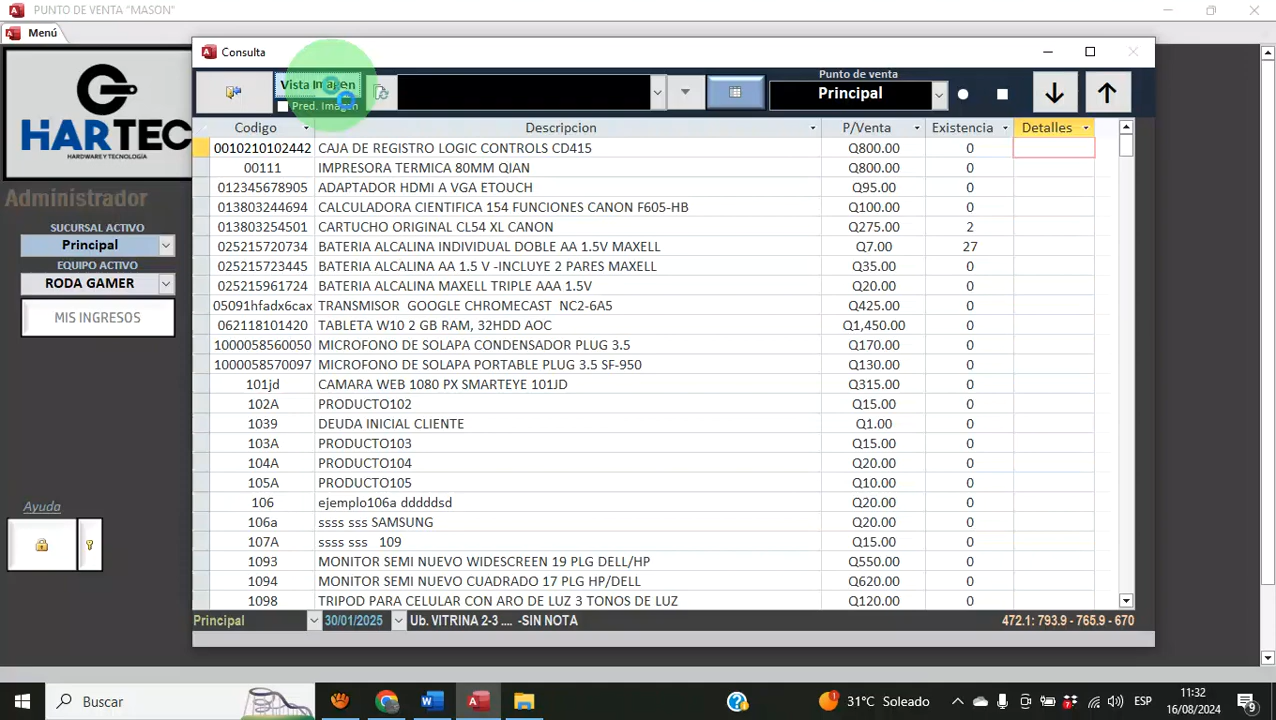 PUNTO DE VENTA "MASON"
Menú
HARTEC
HARDWARE Y TECNOLOGÍA
Administrador
SUCURSAL ACTIVO
Principal
EQUIPO ACTIVO
RODA GAMER
MIS INGRESOS
Ayuda
Consulta
Vista Imagen
Pred. Imagen
Punto de venta
Principal
Codigo Descripcion P/Venta Existencia Detalles
0010210102442 CAJA DE REGISTRO LOGIC CONTROLS CD415 Q800.00 0
00111 IMPRESORA TERMICA 80MM QIAN Q800.00 0
012345678905 ADAPTADOR HDMI A VGA ETOUCH Q95.00 0
013803244694 CALCULADORA CIENTIFICA 154 FUNCIONES CANON F605-HB Q100.00 0
013803254501 CARTUCHO ORIGINAL CL54 XL CANON Q275.00 2
025215720734 BATERIA ALCALINA INDIVIDUAL DOBLE AA 1.5V MAXELL Q7.00 27
025215723445 BATERIA ALCALINA AA 1.5 V -INCLUYE 2 PARES MAXELL Q35.00 0
025215961724 BATERIA ALCALINA MAXELL TRIPLE AAA 1.5V Q20.00 0
05091hfadx6cax TRANSMISOR GOOGLE CHROMECAST NC2-6A5 Q425.00 0
062118101420 TABLETA W10 2 GB RAM, 32HDD AOC Q1,450.00 0
1000058560050 MICROFONO DE SOLAPA CONDENSADOR PLUG 3.5 Q170.00 0
1000058570097 MICROFONO DE SOLAPA PORTABLE PLUG 3.5 SF-950 Q130.00 0
101jd CAMARA WEB 1080 PX SMARTEYE 101JD Q315.00 0
102A PRODUCTO102 Q15.00 0
1039 DEUDA INICIAL CLIENTE Q1.00 0
103A PRODUCTO103 Q15.00 0
104A PRODUCTO104 Q20.00 0
105A PRODUCTO105 Q10.00 0
106 ejemplo106a dddddsd Q20.00 0
106a ssss sss SAMSUNG Q20.00 0
107A ssss sss 109 Q15.00 0
1093 MONITOR SEMI NUEVO WIDESCREEN 19 PLG DELL/HP Q550.00 0
1094 MONITOR SEMI NUEVO CUADRADO 17 PLG HP/DELL Q620.00 0
1098 TRIPOD PARA CELULAR CON ARO DE LUZ 3 TONOS DE LUZ Q120.00 0
Principal 30/01/2025 Ub. VITRINA 2-3 .... -SIN NOTA 472.1: 793.9 - 765.9 - 670
Buscar
31°C Soleado
ESP
11:32
16/08/2024
9